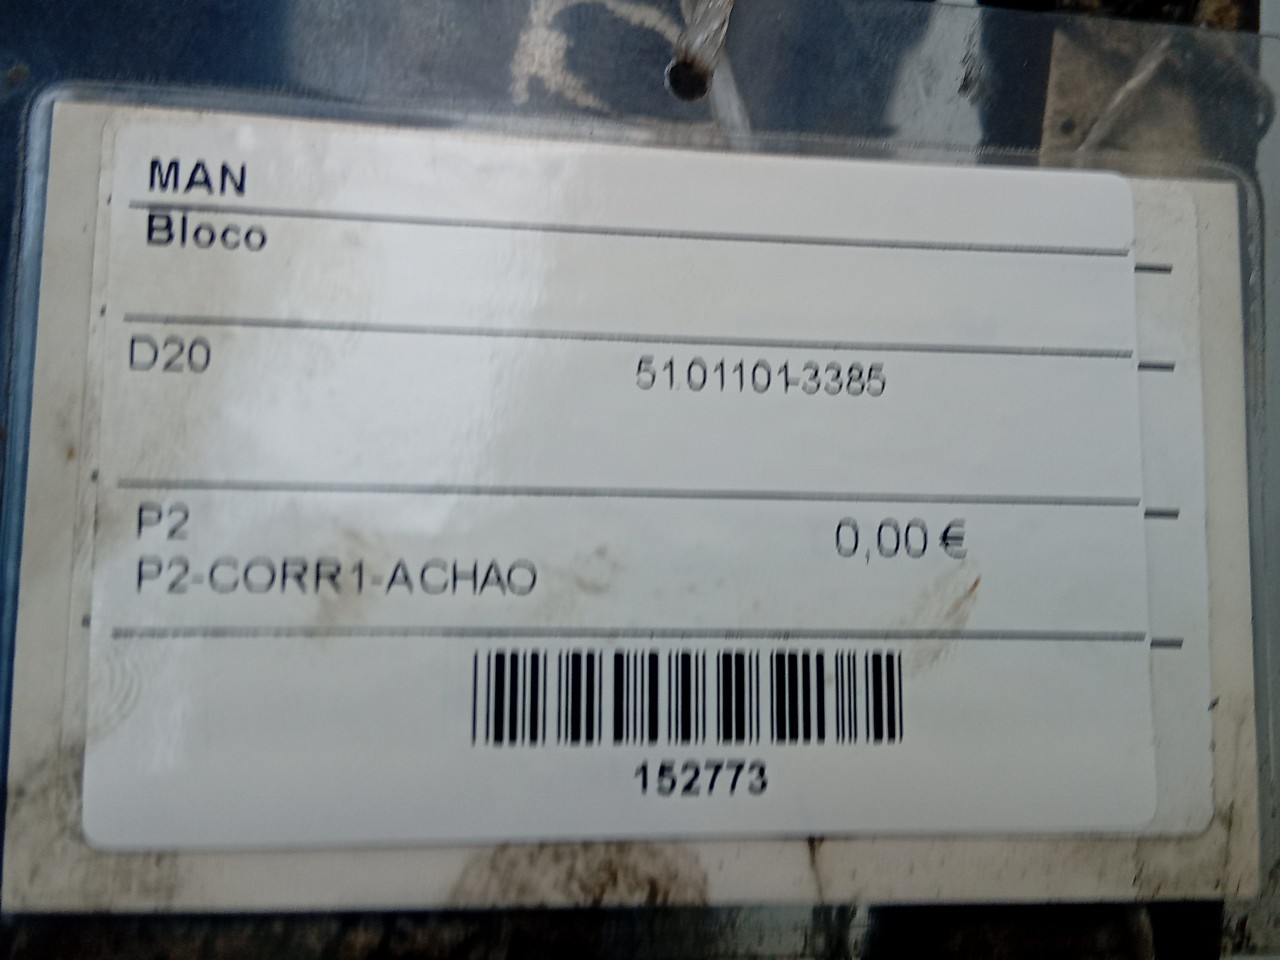 MAN
Bloco
D20 51.01101-3385
P2 0,00 €
P2-CORR1-ACHAO
152773